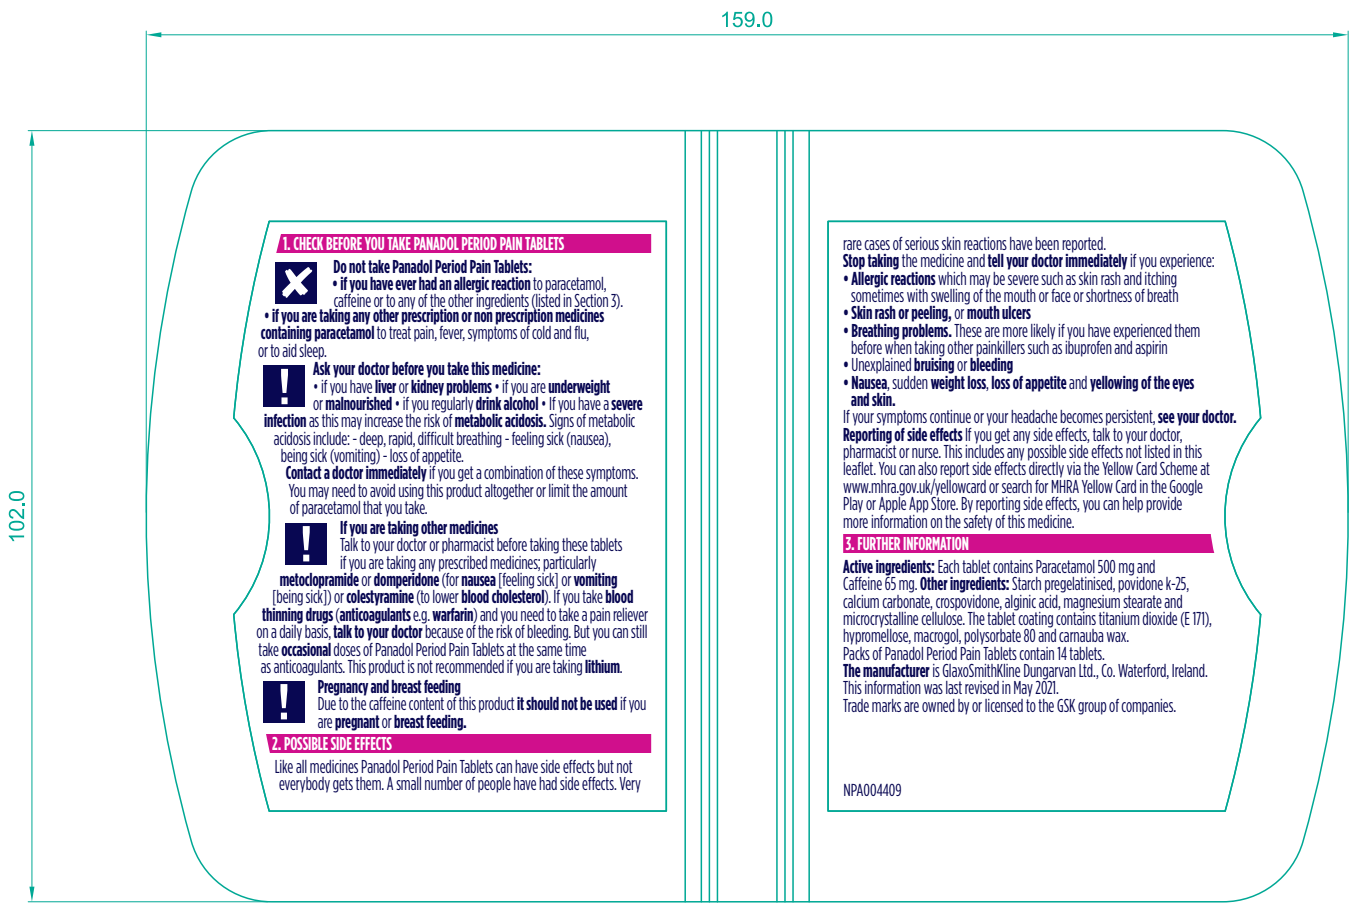 159.0
102.0
1. CHECK BEFORE YOU TAKE PANADOL PERIOD PAIN TABLETS
Do not take Panadol Period Pain Tablets:
• if you have ever had an allergic reaction to paracetamol,
caffeine or to any of the other ingredients (listed in Section 3).
• if you are taking any other prescription or non prescription medicines
containing paracetamol to treat pain, fever, symptoms of cold and flu,
or to aid sleep.
Ask your doctor before you take this medicine:
• if you have liver or kidney problems • if you are underweight
or malnourished • if you regularly drink alcohol • If you have a severe
infection as this may increase the risk of metabolic acidosis. Signs of metabolic
acidosis include: - deep, rapid, difficult breathing - feeling sick (nausea),
being sick (vomiting) - loss of appetite.
Contact a doctor immediately if you get a combination of these symptoms.
You may need to avoid using this product altogether or limit the amount
of paracetamol that you take.
If you are taking other medicines
Talk to your doctor or pharmacist before taking these tablets
if you are taking any prescribed medicines; particularly
metoclopramide or domperidone (for nausea [feeling sick] or vomiting
[being sick]) or colestyramine (to lower blood cholesterol). If you take blood
thinning drugs (anticoagulants e.g. warfarin) and you need to take a pain reliever
on a daily basis, talk to your doctor because of the risk of bleeding. But you can still
take occasional doses of Panadol Period Pain Tablets at the same time
as anticoagulants. This product is not recommended if you are taking lithium.
Pregnancy and breast feeding
Due to the caffeine content of this product it should not be used if you
are pregnant or breast feeding.
2. POSSIBLE SIDE EFFECTS
Like all medicines Panadol Period Pain Tablets can have side effects but not
everybody gets them. A small number of people have had side effects. Very
rare cases of serious skin reactions have been reported.
Stop taking the medicine and tell your doctor immediately if you experience:
• Allergic reactions which may be severe such as skin rash and itching
sometimes with swelling of the mouth or face or shortness of breath
• Skin rash or peeling, or mouth ulcers
• Breathing problems. These are more likely if you have experienced them
before when taking other painkillers such as ibuprofen and aspirin
• Unexplained bruising or bleeding
• Nausea, sudden weight loss, loss of appetite and yellowing of the eyes
and skin.
If your symptoms continue or your headache becomes persistent, see your doctor.
Reporting of side effects If you get any side effects, talk to your doctor,
pharmacist or nurse. This includes any possible side effects not listed in this
leaflet. You can also report side effects directly via the Yellow Card Scheme at
www.mhra.gov.uk/yellowcard or search for MHRA Yellow Card in the Google
Play or Apple App Store. By reporting side effects, you can help provide
more information on the safety of this medicine.
3. FURTHER INFORMATION
Active ingredients: Each tablet contains Paracetamol 500 mg and
Caffeine 65 mg. Other ingredients: Starch pregelatinised, povidone k-25,
calcium carbonate, crospovidone, alginic acid, magnesium stearate and
microcrystalline cellulose. The tablet coating contains titanium dioxide (E 171),
hypromellose, macrogol, polysorbate 80 and carnauba wax.
Packs of Panadol Period Pain Tablets contain 14 tablets.
The manufacturer is GlaxoSmithKline Dungarvan Ltd., Co. Waterford, Ireland.
This information was last revised in May 2021.
Trade marks are owned by or licensed to the GSK group of companies.
NPA004409